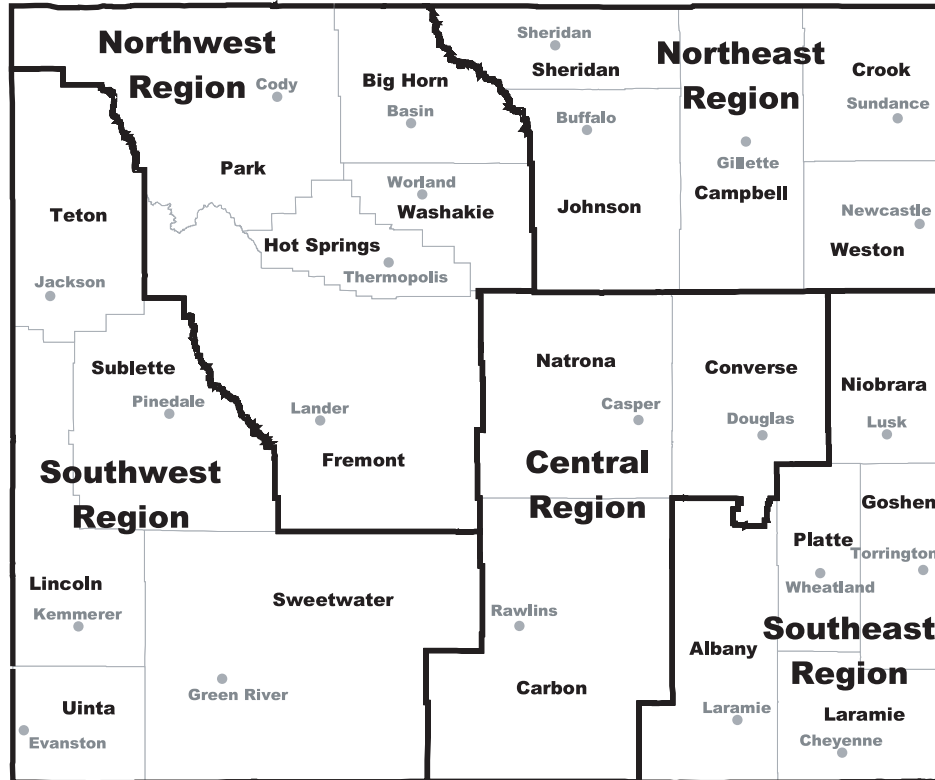 Northwest
Region
Cody
Big Horn
Basin
Park
Worland
Washakie
Hot Springs
Thermopolis
Lander
Fremont
Sheridan
Sheridan
Northeast
Region
Crook
Sundance
Buffalo
Gillette
Campbell
Johnson
Newcastle
Weston
Teton
Jackson
Sublette
Pinedale
Southwest
Region
Lincoln
Kemmerer
Sweetwater
Green River
Uinta
Evanston
Natrona
Casper
Converse
Douglas
Central
Region
Rawlins
Carbon
Niobrara
Lusk
Goshen
Platte
Torrington
Wheatland
Southeast
Region
Albany
Laramie
Laramie
Cheyenne